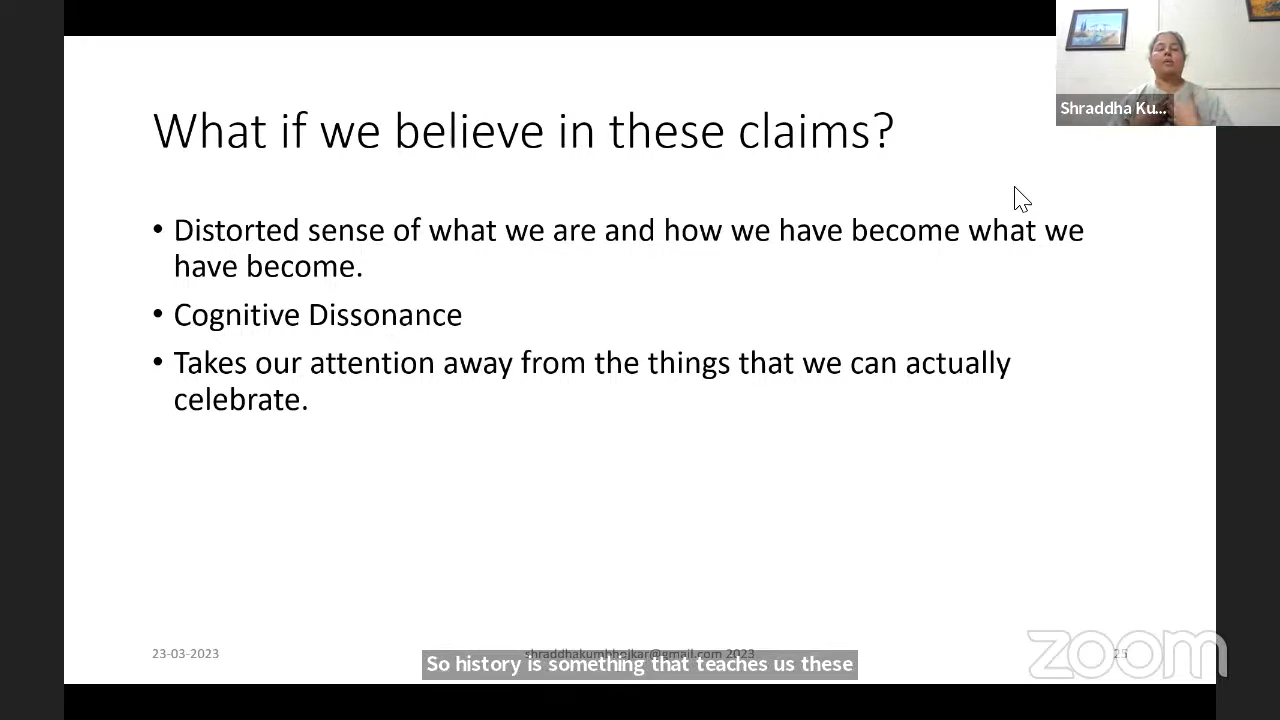 Shraddha Ku...
What if we believe in these claims?
• Distorted sense of what we are and how we have become what we
have become.
• Cognitive Dissonance
• Takes our attention away from the things that we can actually
celebrate.
23-03-2023
shraddhakumbhojkar@gmail.com 2023
25
So history is something that teaches us these
zoom